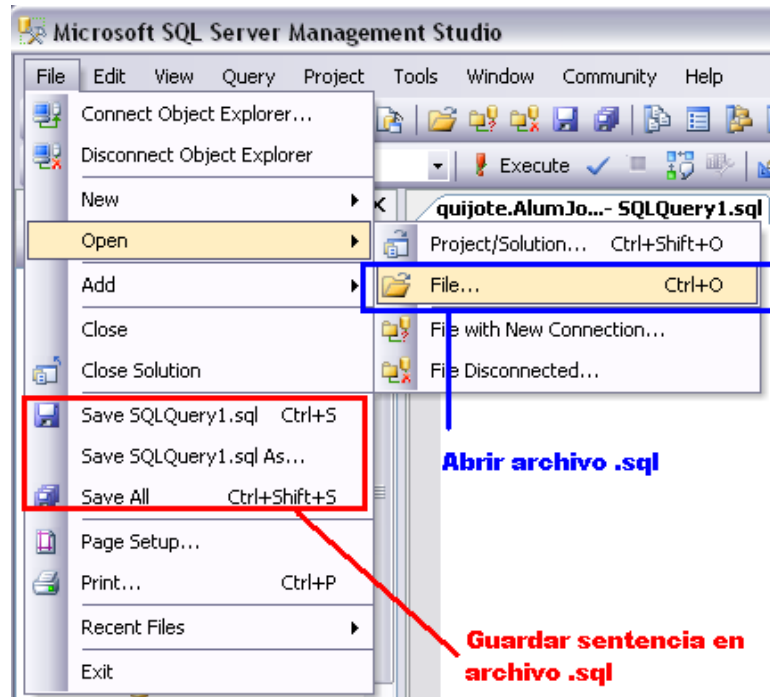 Microsoft SQL Server Management Studio
File Edit View Query Project Tools Window Community Help
Connect Object Explorer...
Disconnect Object Explorer
Execute
New
quijote.AlumJo...- SQLQuery1.sql
Open
Project/Solution... Ctrl+Shift+O
Add
File... Ctrl+O
Close
File with New Connection...
Close Solution
File Disconnected...
Save SQLQuery1.sql Ctrl+S
Save SQLQuery1.sql As...
Abrir archivo .sql
Save All Ctrl+Shift+S
Page Setup...
Print... Ctrl+P
Recent Files
Guardar sentencia en
archivo .sql
Exit